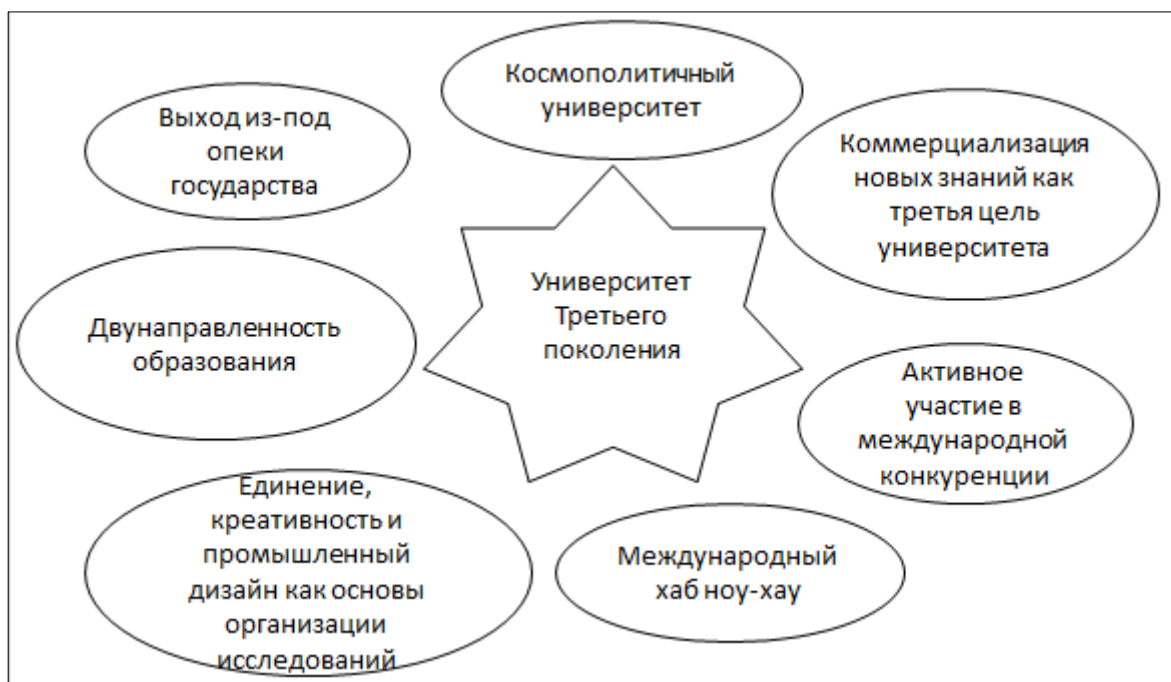 Космополитичный
университет
Выход из-под
опеки
государства
Коммерциализация
новых знаний как
третья цель
университета
Университет
Третьего
поколения
Двунаправленность
образования
Активное
участие в
международной
конкуренции
Единение,
креативность и
промышленный
дизайн как основы
организации
исследований
Международный
хаб ноу-хау